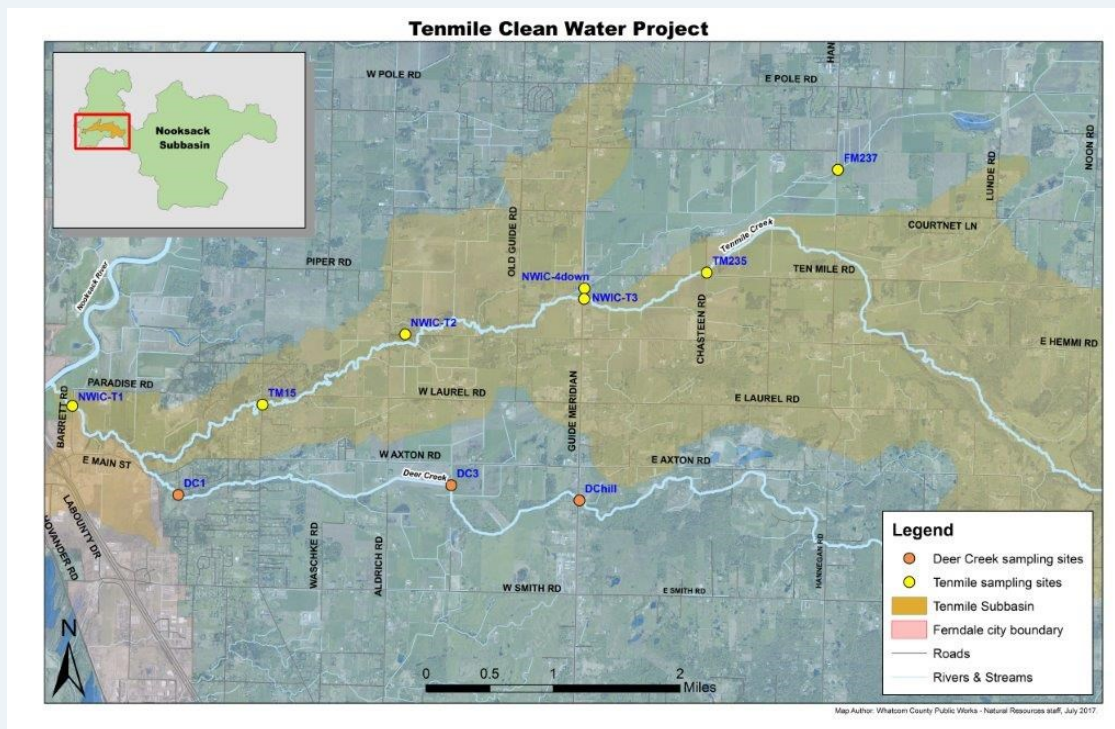 Tenmile Clean Water Project
Nooksack
Subbasin
W POLE RD
E POLE RD
HAN
FM237
LUNDE RD
NOON RD
COURTNET LN
OLD GUIDE RD
Tenmile Creek
PIPER RD
Nooksack River
NWIC-4down
TM235
TEN MILE RD
NWIC-T3
NWIC-T2
CHASTEEN RD
E HEMMI RD
PARADISE RD
NWIC-T1
BARRETT RD
TM15
W LAUREL RD
E LAUREL RD
GUIDE MERIDIAN
E MAIN ST
W AXTON RD
E AXTON RD
Deer Creek
DC1
DC3
DChill
LABOUNTY DR
HOVANDER RD
WASCHKE RD
ALDRICH RD
HANNEGAN RD
W SMITH RD
E SMITH RD
N
0 0.5 1 2
Miles
Legend
Deer Creek sampling sites
Tenmile sampling sites
Tenmile Subbasin
Ferndale city boundary
Roads
Rivers & Streams
Map Author: Whatcom County Public Works - Natural Resources staff, July 2017